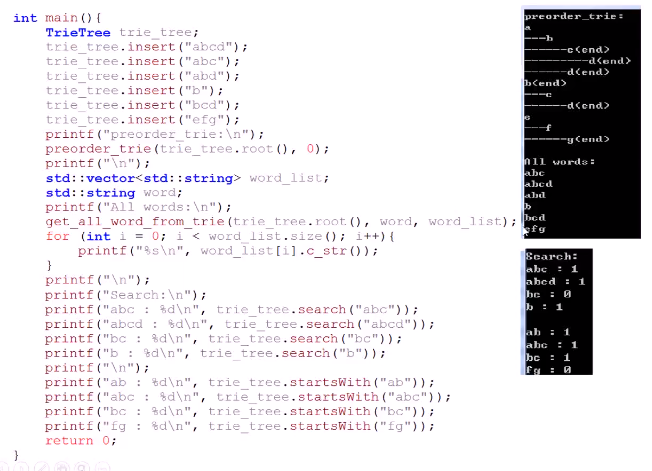 int main(){
TrieTree trie_tree;
trie_tree.insert("abcd");
trie_tree.insert("abc");
trie_tree.insert("abd");
trie_tree.insert("b");
trie_tree.insert("bcd");
trie_tree.insert("efg");
printf("preorder_trie:\n");
preorder_trie(trie_tree.root(), 0);
printf("\n");
std::vector<std::string> word_list;
std::string word;
printf("All words:\n");
get_all_word_from_trie(trie_tree.root(), word, word_list);
for (int i = 0; i < word_list.size(); i++){
printf("%s\n", word_list[i].c_str());
}
printf("\n");
printf("Search:\n");
printf("abc : %d\n", trie_tree.search("abc"));
printf("abcd : %d\n", trie_tree.search("abcd"));
printf("bc : %d\n", trie_tree.search("bc"));
printf("b : %d\n", trie_tree.search("b"));
printf("\n");
printf("ab : %d\n", trie_tree.startsWith("ab"));
printf("abc : %d\n", trie_tree.startsWith("abc"));
printf("bc : %d\n", trie_tree.startsWith("bc"));
printf("fg : %d\n", trie_tree.startsWith("fg"));
return 0;
}
preorder_trie:
a
---b
------c(end)
---------d(end)
------d(end)
b(end)
---c
------d(end)
e
---f
------g(end)
All words:
abc
abcd
abd
b
bcd
efg
Search:
abc : 1
abcd : 1
bc : 0
b : 1
ab : 1
abc : 1
bc : 1
fg : 0